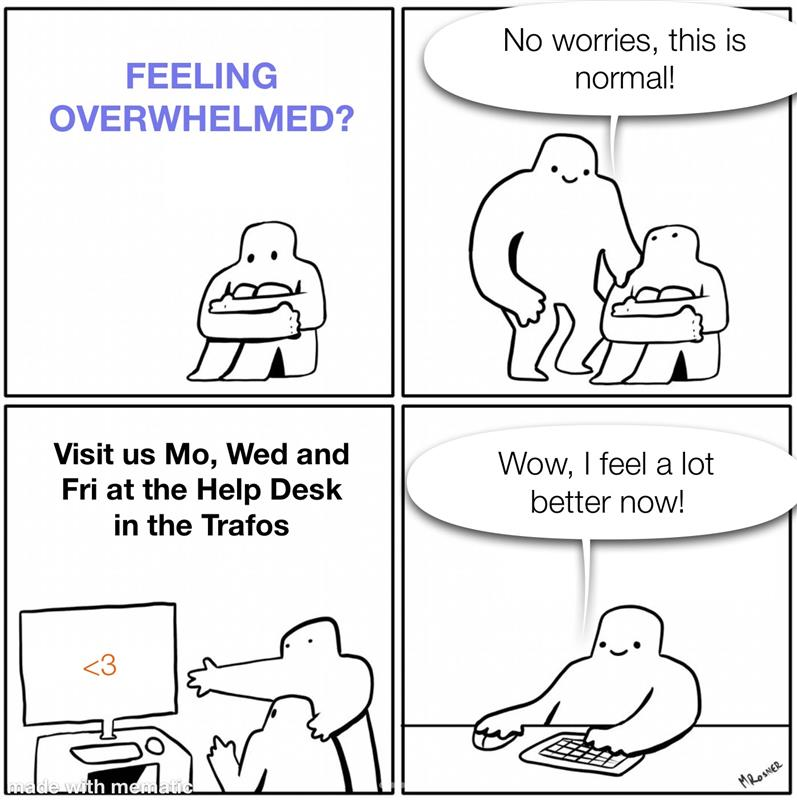 FEELING
OVERWHELMED?
No worries, this is
normal!
Visit us Mo, Wed and
Fri at the Help Desk
in the Trafos
<3
Wow, I feel a lot
better now!
MROSNER
made with mematic